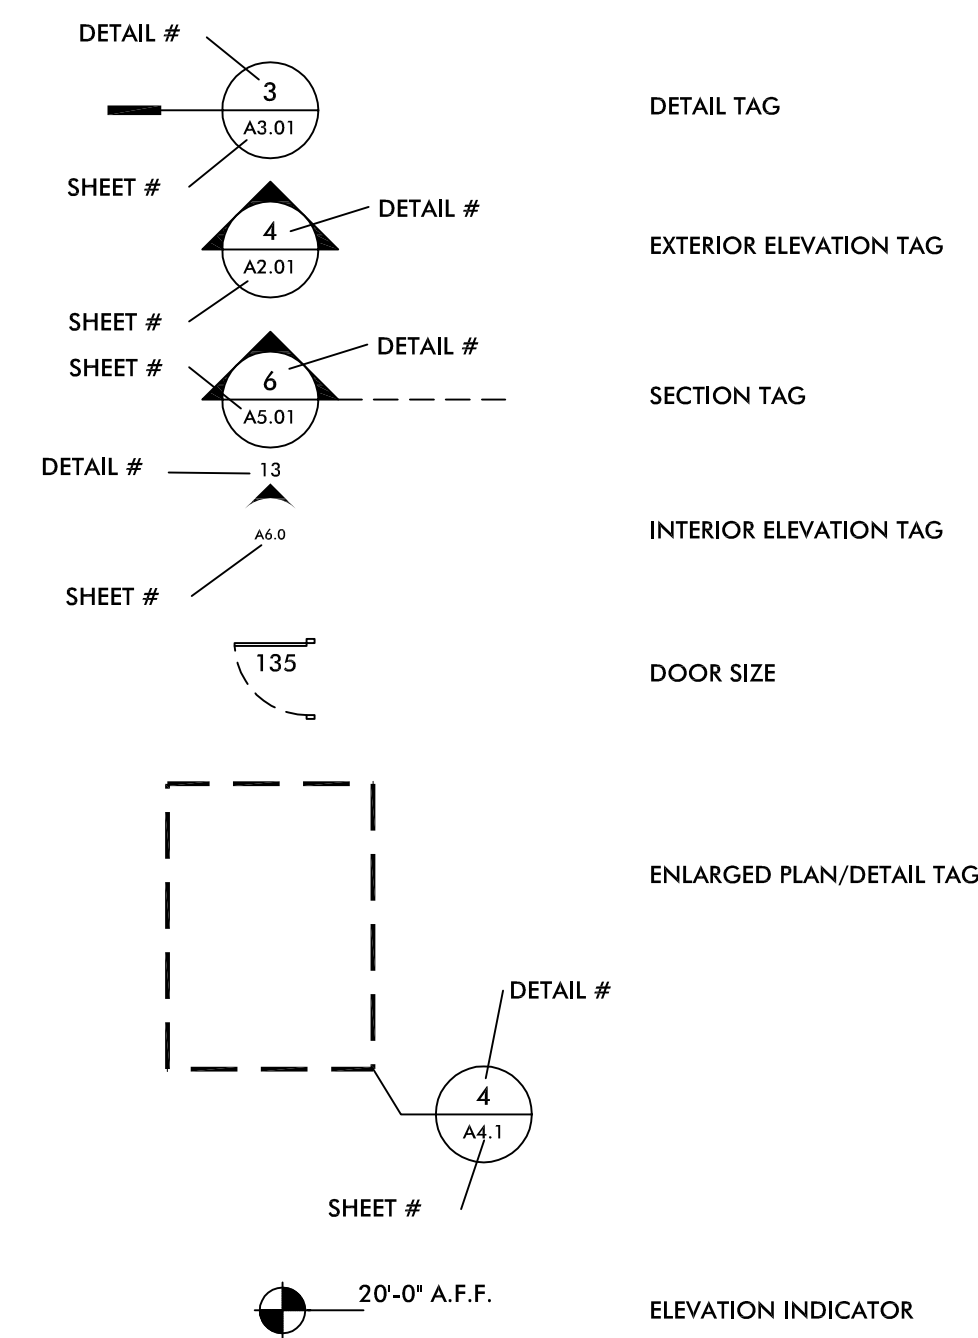 DETAIL #
3
A3.01
DETAIL TAG
SHEET #
4
A2.01
DETAIL #
EXTERIOR ELEVATION TAG
SHEET #
SHEET #
6
A5.01
DETAIL #
SECTION TAG
DETAIL #
13
A6.0
INTERIOR ELEVATION TAG
SHEET #
135
DOOR SIZE
ENLARGED PLAN/DETAIL TAG
DETAIL #
4
A4.1
SHEET #
20'-0" A.F.F.
ELEVATION INDICATOR